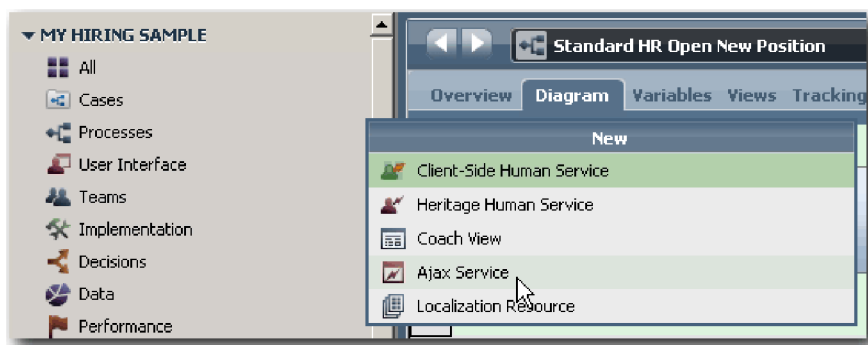 MY HIRING SAMPLE
All
Cases
Processes
User Interface
Teams
Implementation
Decisions
Data
Performance
Standard HR Open New Position
Overview Diagram Variables Views Tracking
New
Client-Side Human Service
Heritage Human Service
Coach View
Ajax Service
Localization Resource